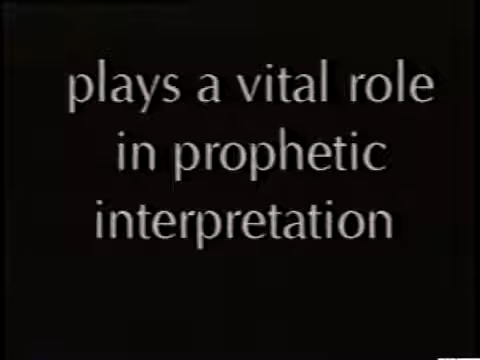 plays a vital role
in prophetic
interpretation